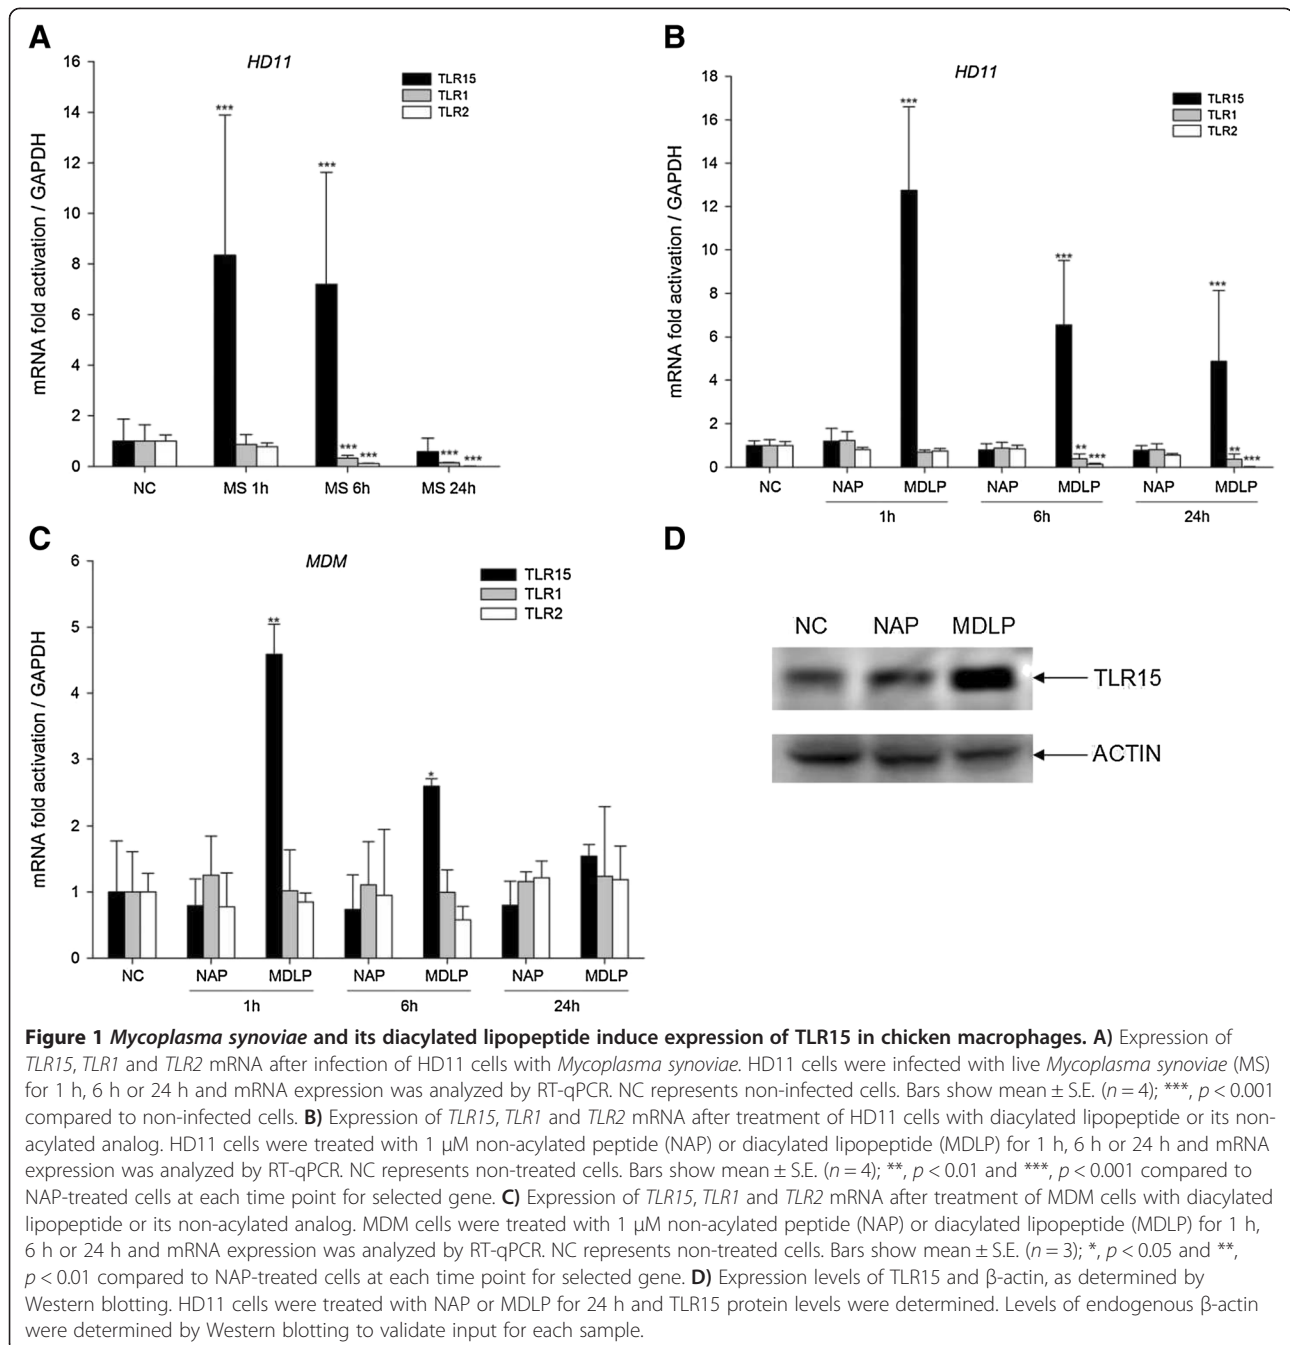 A
HD11
TLR15
TLR1
TLR2
mRNA fold activation / GAPDH
16
14
12
10
8
6
4
2
0
***
***
***
***
***
***
NC
MS 1h
MS 6h
MS 24h
B
HD11
TLR15
TLR1
TLR2
mRNA fold activation / GAPDH
18
16
14
12
10
8
6
4
2
0
***
***
**
***
***
**
***
NC
NAP
MDLP
NAP
MDLP
NAP
MDLP
1h
6h
24h
C
MDM
TLR15
TLR1
TLR2
mRNA fold activation / GAPDH
6
5
4
3
2
1
0
**
*
NC
NAP
MDLP
NAP
MDLP
NAP
MDLP
1h
6h
24h
D
NC NAP MDLP
TLR15
ACTIN
Figure 1 Mycoplasma synoviae and its diacylated lipopeptide induce expression of TLR15 in chicken macrophages. A) Expression of
TLR15, TLR1 and TLR2 mRNA after infection of HD11 cells with Mycoplasma synoviae. HD11 cells were infected with live Mycoplasma synoviae (MS)
for 1 h, 6 h or 24 h and mRNA expression was analyzed by RT-qPCR. NC represents non-infected cells. Bars show mean ± S.E. (n = 4); ***, p < 0.001
compared to non-infected cells. B) Expression of TLR15, TLR1 and TLR2 mRNA after treatment of HD11 cells with diacylated lipopeptide or its non-
acylated analog. HD11 cells were treated with 1 μM non-acylated peptide (NAP) or diacylated lipopeptide (MDLP) for 1 h, 6 h or 24 h and mRNA
expression was analyzed by RT-qPCR. NC represents non-treated cells. Bars show mean ± S.E. (n = 4); **, p < 0.01 and ***, p < 0.001 compared to
NAP-treated cells at each time point for selected gene. C) Expression of TLR15, TLR1 and TLR2 mRNA after treatment of MDM cells with diacylated
lipopeptide or its non-acylated analog. MDM cells were treated with 1 μM non-acylated peptide (NAP) or diacylated lipopeptide (MDLP) for 1 h,
6 h or 24 h and mRNA expression was analyzed by RT-qPCR. NC represents non-treated cells. Bars show mean ± S.E. (n = 3); *, p < 0.05 and **,
p < 0.01 compared to NAP-treated cells at each time point for selected gene. D) Expression levels of TLR15 and β-actin, as determined by
Western blotting. HD11 cells were treated with NAP or MDLP for 24 h and TLR15 protein levels were determined. Levels of endogenous β-actin
were determined by Western blotting to validate input for each sample.